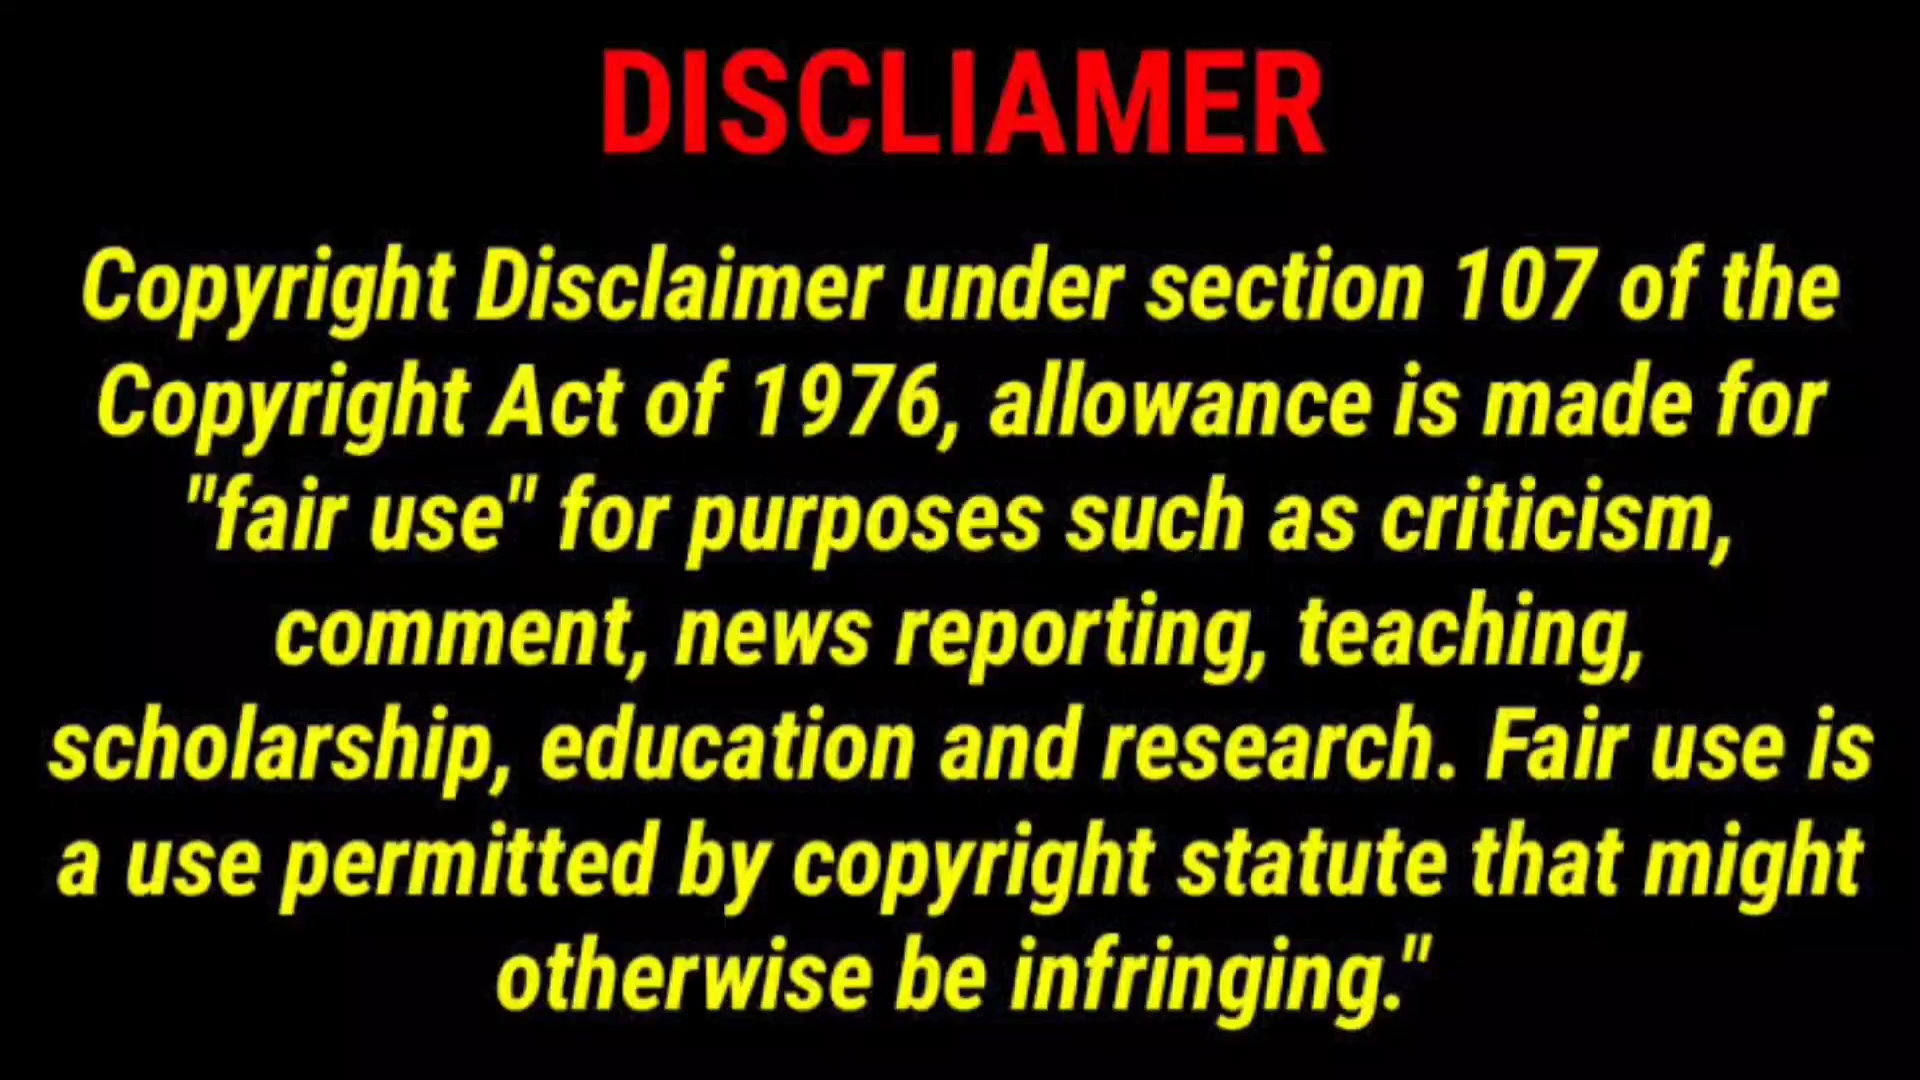 DISCLIAMER
Copyright Disclaimer under section 107 of the
Copyright Act of 1976, allowance is made for
"fair use" for purposes such as criticism,
comment, news reporting, teaching,
scholarship, education and research. Fair use is
a use permitted by copyright statute that might
otherwise be infringing."